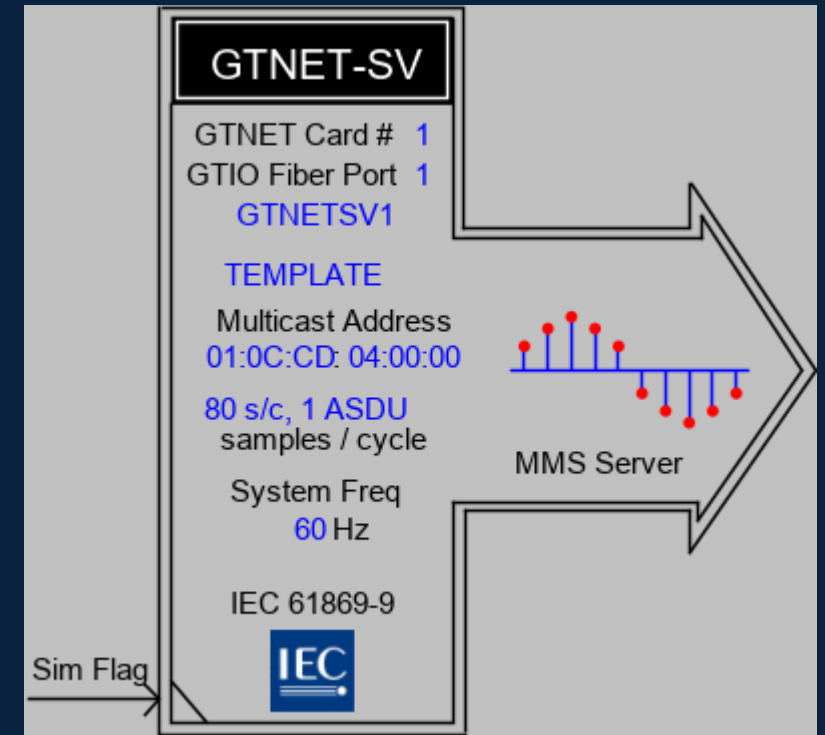 GTNET-SV
GTNET Card # 1
GTIO Fiber Port 1
GTNETSV1
TEMPLATE
Multicast Address
01:0C:CD: 04:00:00
80 s/c, 1 ASDU
samples / cycle
MMS Server
System Freq
60 Hz
IEC 61869-9
IEC
Sim Flag